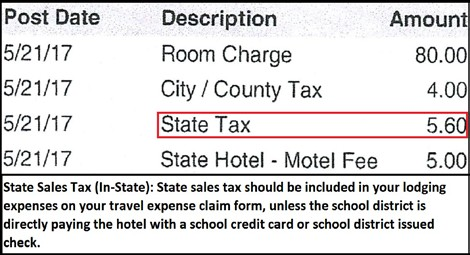 Post Date Description Amount
5/21/17 Room Charge 80.00
5/21/17 City / County Tax 4.00
5/21/17 State Tax 5.60
5/21/17 State Hotel - Motel Fee 5.00
State Sales Tax (In-State): State sales tax should be included in your lodging
expenses on your travel expense claim form, unless the school district is
directly paying the hotel with a school credit card or school district issued
check.